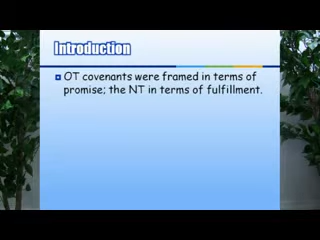 Introduction
OT covenants were framed in terms of
promise; the NT in terms of fulfillment.